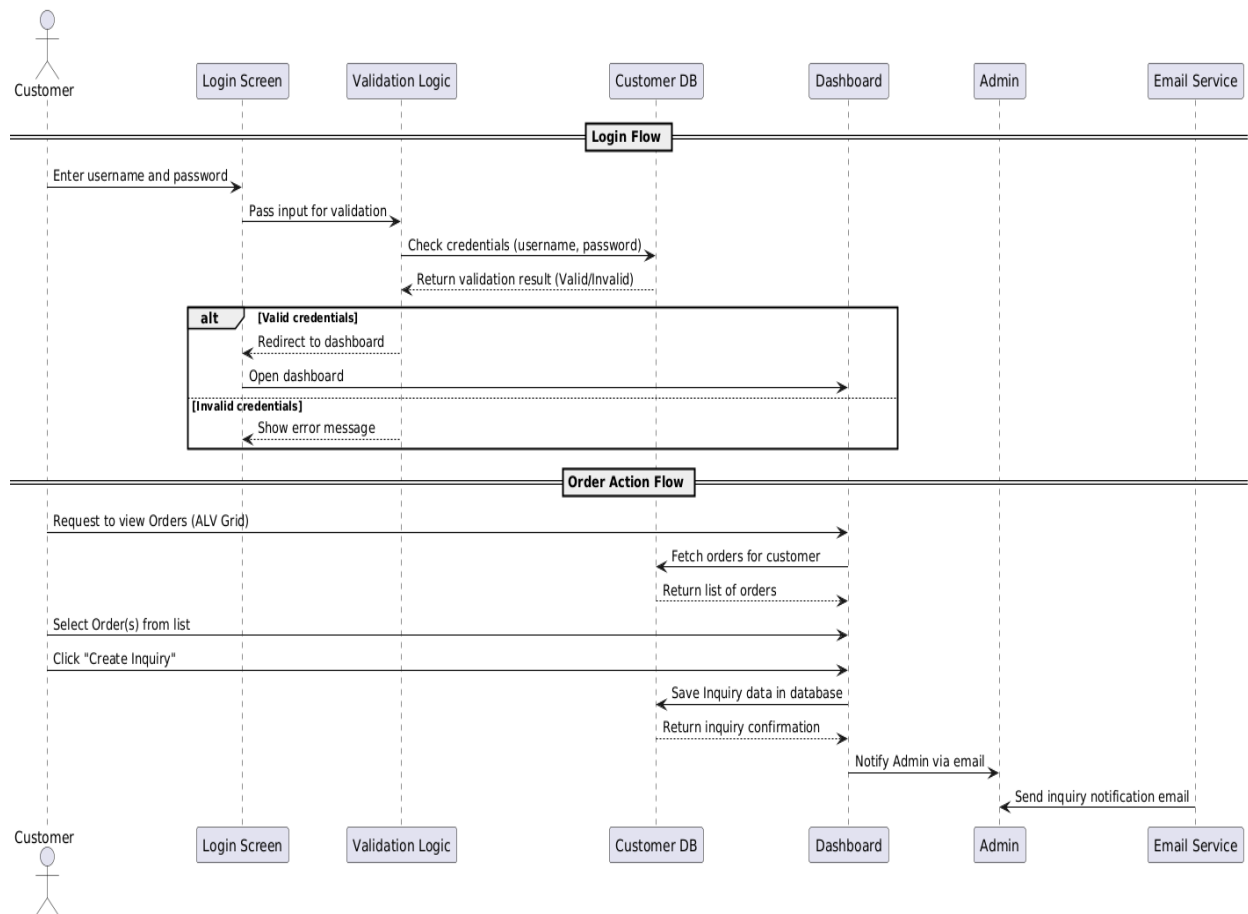 Customer
Login Screen
Validation Logic
Customer DB
Dashboard
Admin
Email Service
Login Flow
Enter username and password
Pass input for validation
Check credentials (username, password)
Return validation result (Valid/Invalid)
alt
[Valid credentials]
Redirect to dashboard
Open dashboard
[Invalid credentials]
Show error message
Order Action Flow
Request to view Orders (ALV Grid)
Fetch orders for customer
Return list of orders
Select Order(s) from list
Click "Create Inquiry"
Save Inquiry data in database
Return inquiry confirmation
Notify Admin via email
Send inquiry notification email
Customer
Login Screen
Validation Logic
Customer DB
Dashboard
Admin
Email Service